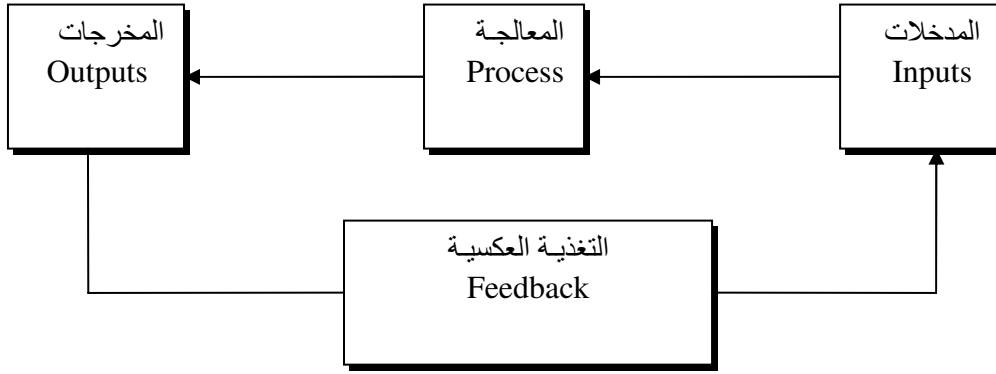 المدخلات
Inputs
المعالجـة
Process
المخرجات
Outputs
التغذيـة العكسيـة
Feedback